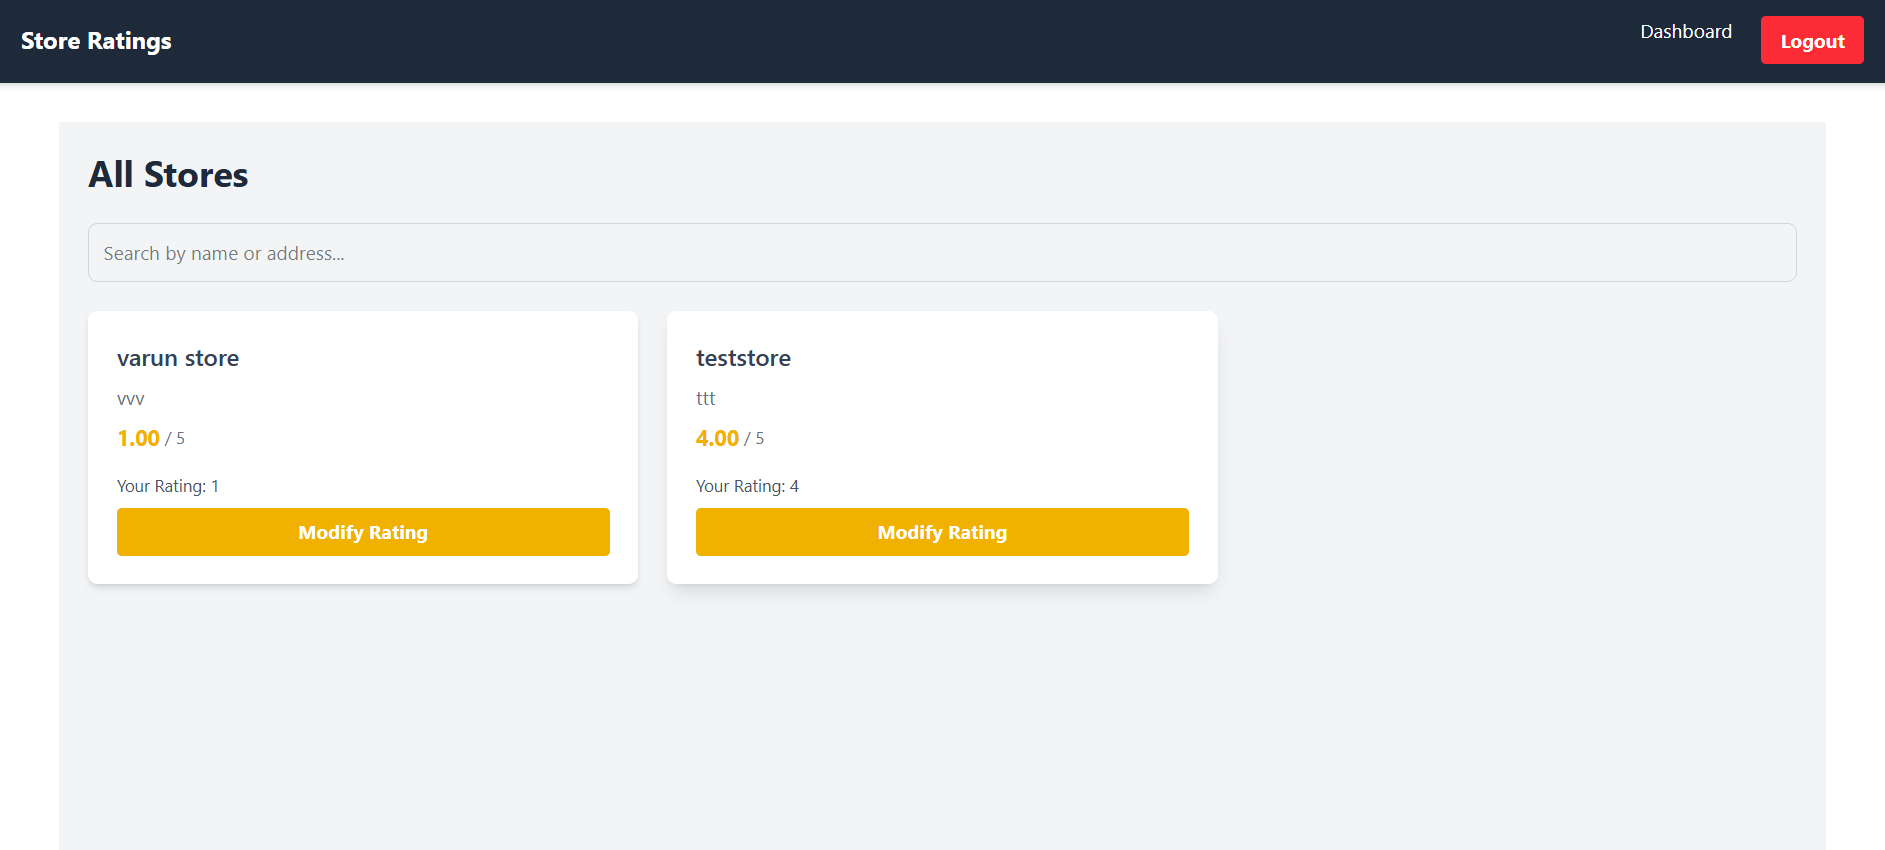 Store Ratings
Dashboard
Logout
All Stores
Search by name or address...
varun store
vvv
1.00 / 5
Your Rating: 1
Modify Rating
teststore
ttt
4.00 / 5
Your Rating: 4
Modify Rating